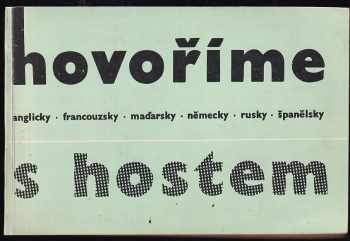 hovoříme
anglicky · francouzsky · maďarsky · německy · rusky · španělsky
s hostem